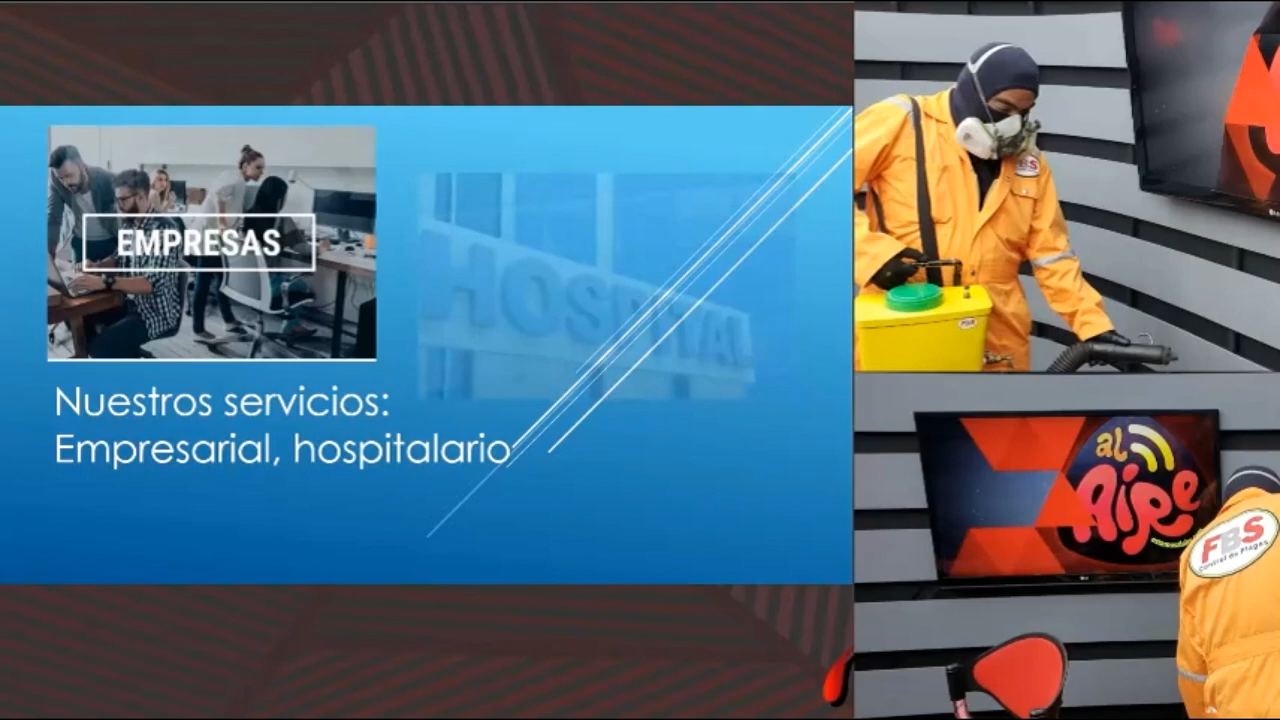 EMPRESAS
HOSPITAL
Nuestros servicios:
Empresarial, hospitalario
FBS
al
Aire
FBS
Control de Plagas